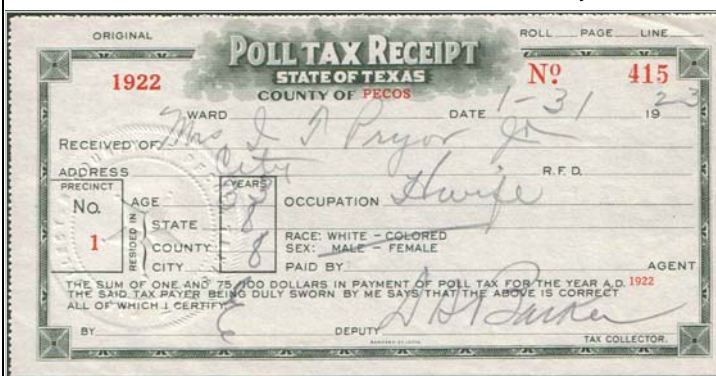 ORIGINAL ROLL PAGE LINE
POLL TAX RECEIPT
1922 STATE OF TEXAS No 415
COUNTY OF PECOS
WARD DATE 1-31 1923
RECEIVED OF Mrs I T Pryor Jr
ADDRESS City R.F.D.
PRECINCT YEARS
No. AGE 33 OCCUPATION Hwife
RESIDED IN STATE 8
1 COUNTY 8 RACE: WHITE - COLORED
SEX: MALE - FEMALE
CITY PAID BY AGENT
THE SUM OF ONE AND 75/100 DOLLARS IN PAYMENT OF POLL TAX FOR THE YEAR A.D. 1922
THE SAID TAX PAYER BEING DULY SWORN BY ME SAYS THAT THE ABOVE IS CORRECT
ALL OF WHICH I CERTIFY
BY DEPUTY Barker
TAX COLLECTOR.